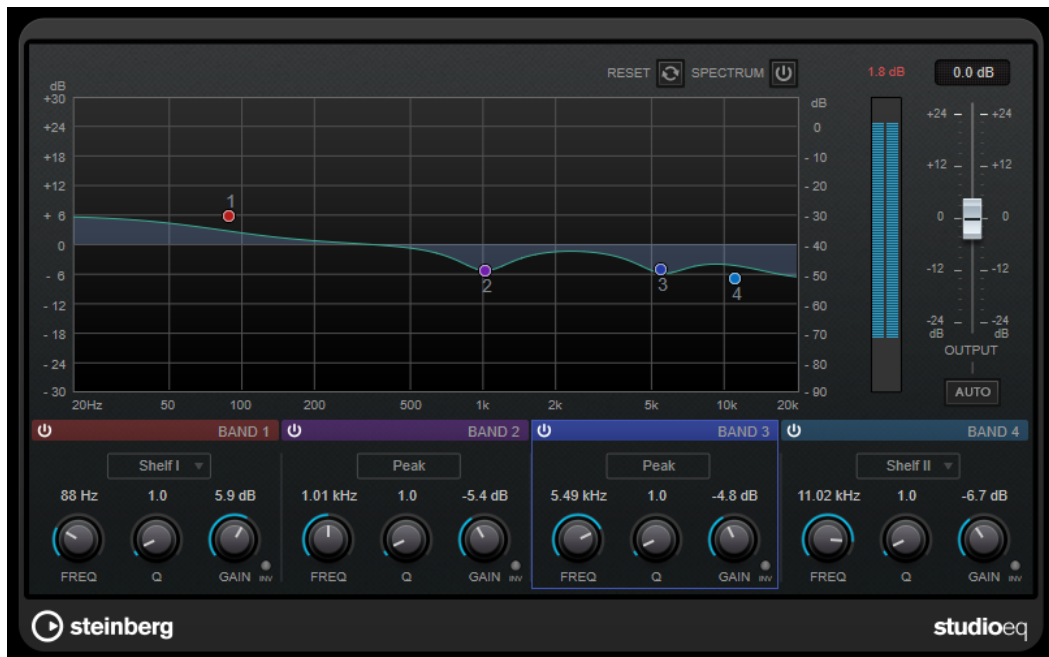 RESET SPECTRUM 1.8 dB 0.0 dB
dB
+30
+24
+18
+12
+ 6
0
- 6
- 12
- 18
- 24
- 30
dB
0
- 10
- 20
- 30
- 40
- 50
- 60
- 70
- 80
- 90
1
2
3
4
20Hz 50 100 200 500 1k 2k 5k 10k 20k
+24 +24
+12 +12
0 0
-12 -12
-24 -24
dB dB
OUTPUT
AUTO
BAND 1 BAND 2 BAND 3 BAND 4
Shelf I Peak Peak Shelf II
88 Hz 1.0 5.9 dB 1.01 kHz 1.0 -5.4 dB 5.49 kHz 1.0 -4.8 dB 11.02 kHz 1.0 -6.7 dB
FREQ Q GAIN INV FREQ Q GAIN INV FREQ Q GAIN INV FREQ Q GAIN INV
steinberg studioeq